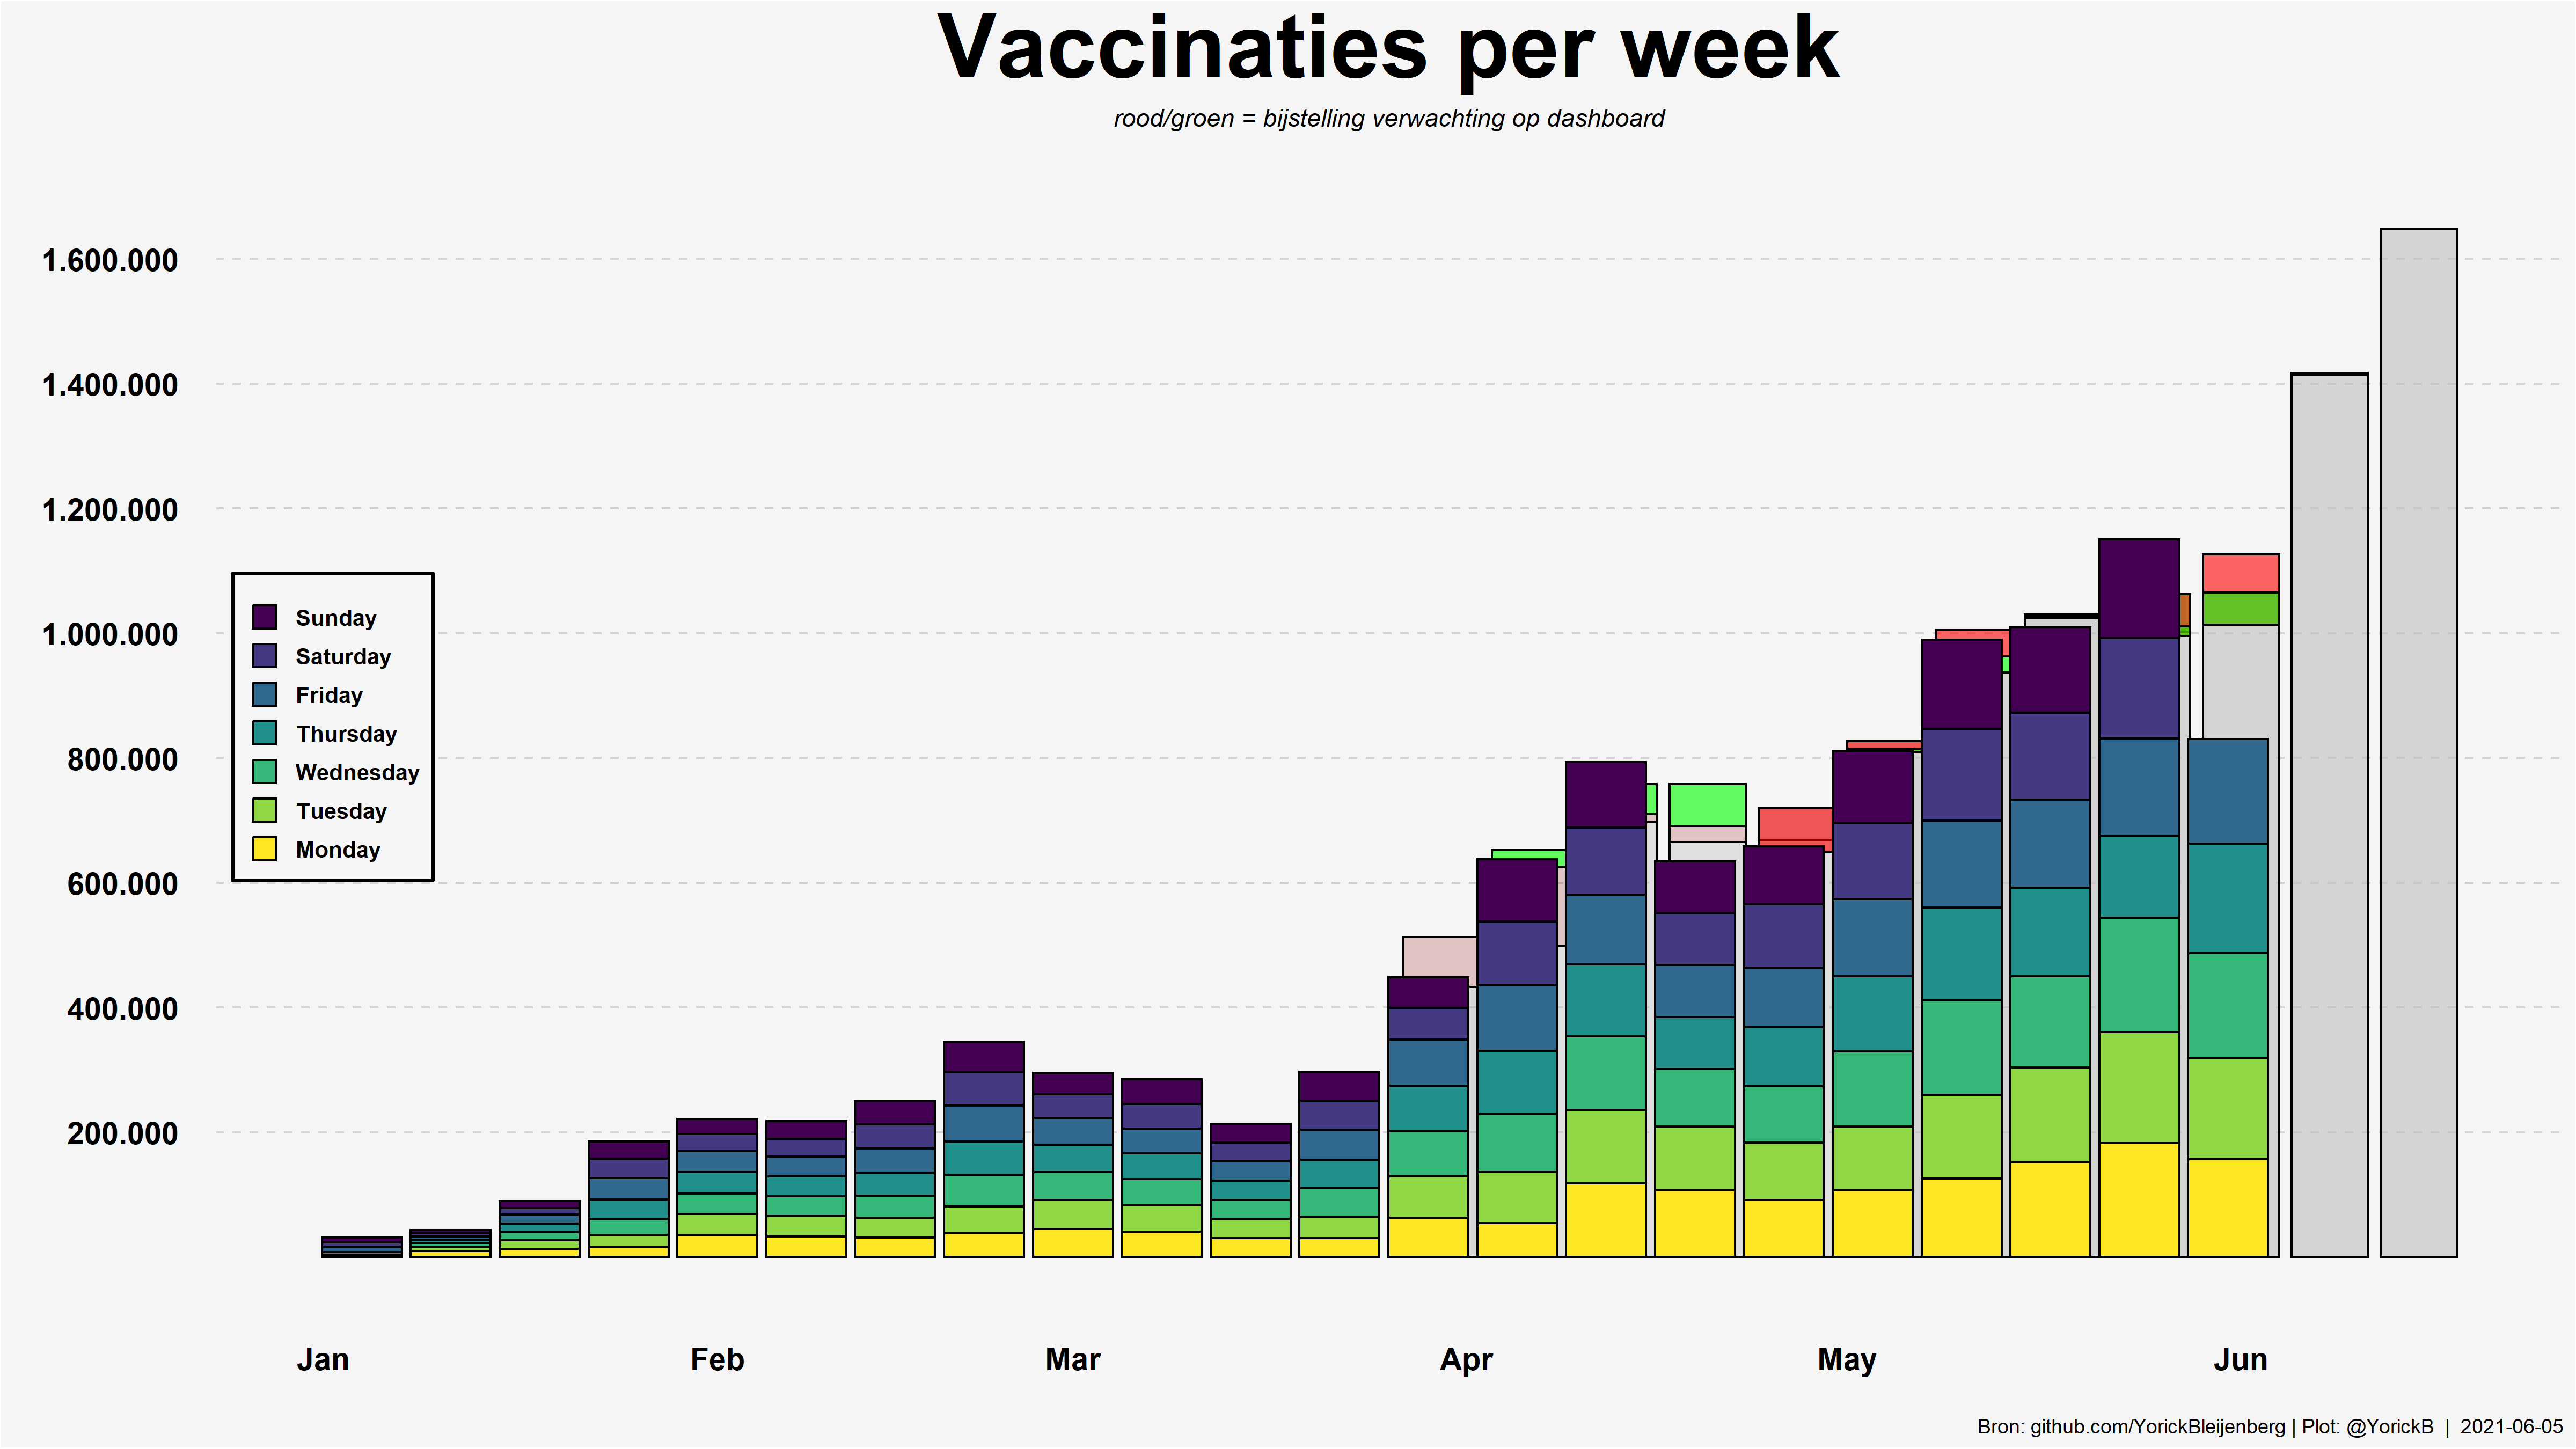 Vaccinaties per week
rood/groen = bijstelling verwachting op dashboard
1.600.000
1.400.000
1.200.000
1.000.000
800.000
600.000
400.000
200.000
Sunday
Saturday
Friday
Thursday
Wednesday
Tuesday
Monday
Jan Feb Mar Apr May Jun
Bron: github.com/YorickBleijenberg | Plot: @YorickB | 2021-06-05